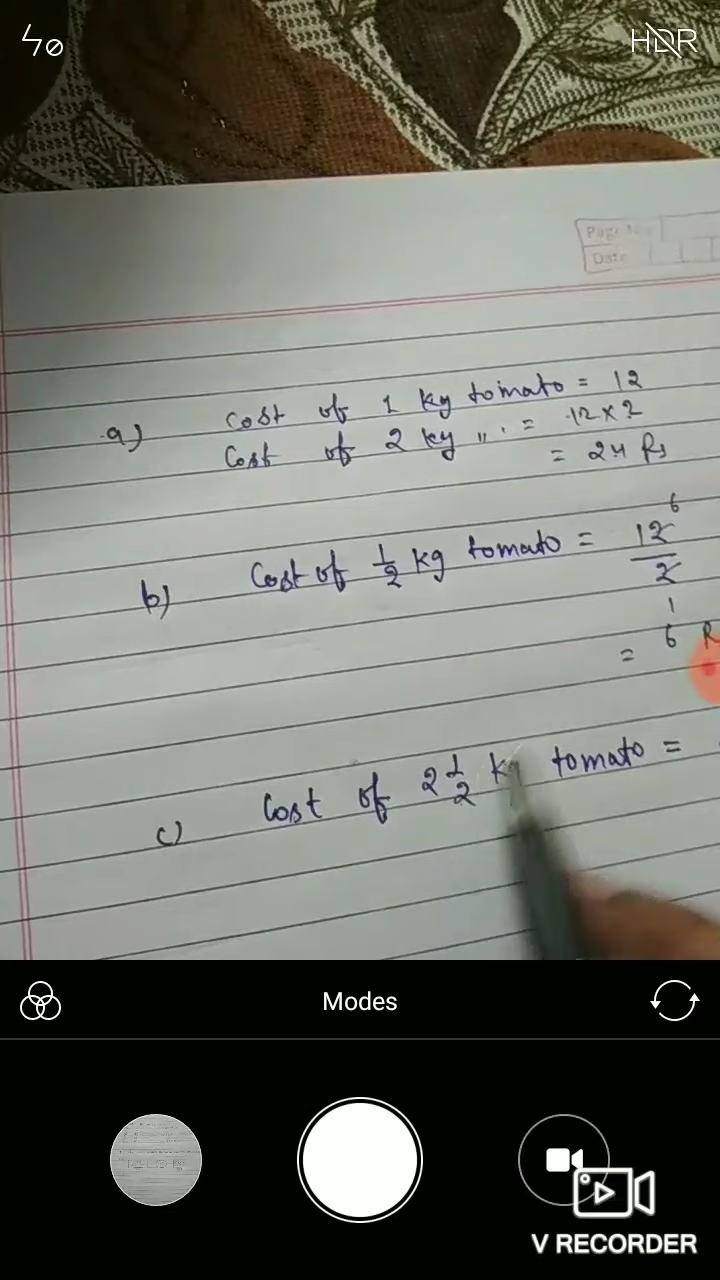 HDR
Page No
Date
a) Cost of 1 kg tomato = 12
Cost of 2 kg " " = 12 × 2
= 24 Rs
b) Cost of 1/2 kg tomato = 12/2
6
1
= 6 R
c) Cost of 2 1/2 kg tomato =
Modes
V RECORDER